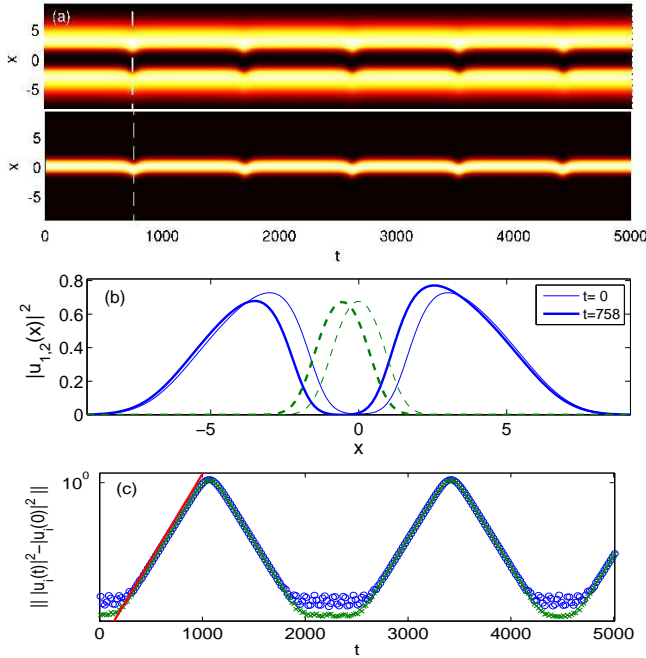 (a)
x
5
0
-5
x
5
0
-5
0 1000 2000 3000 4000 5000
t
(b)
|u1,2(x)|²
0.8
0.6
0.4
0.2
0
−5 0 5
x
t= 0
t=758
(c)
|| |ui(t)|²−|ui(0)|² ||
10⁰
0 1000 2000 3000 4000 5000
t